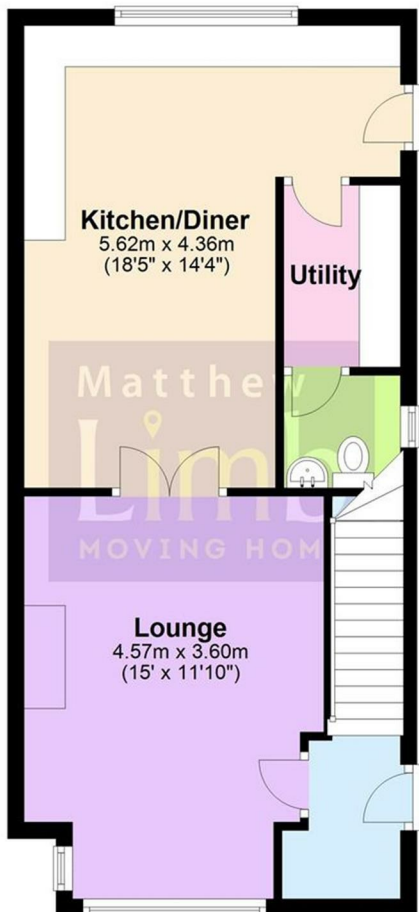 Kitchen/Diner
5.62m x 4.36m
(18'5" x 14'4")
Utility
Matthew
Limb
MOVING HOM
Lounge
4.57m x 3.60m
(15' x 11'10")